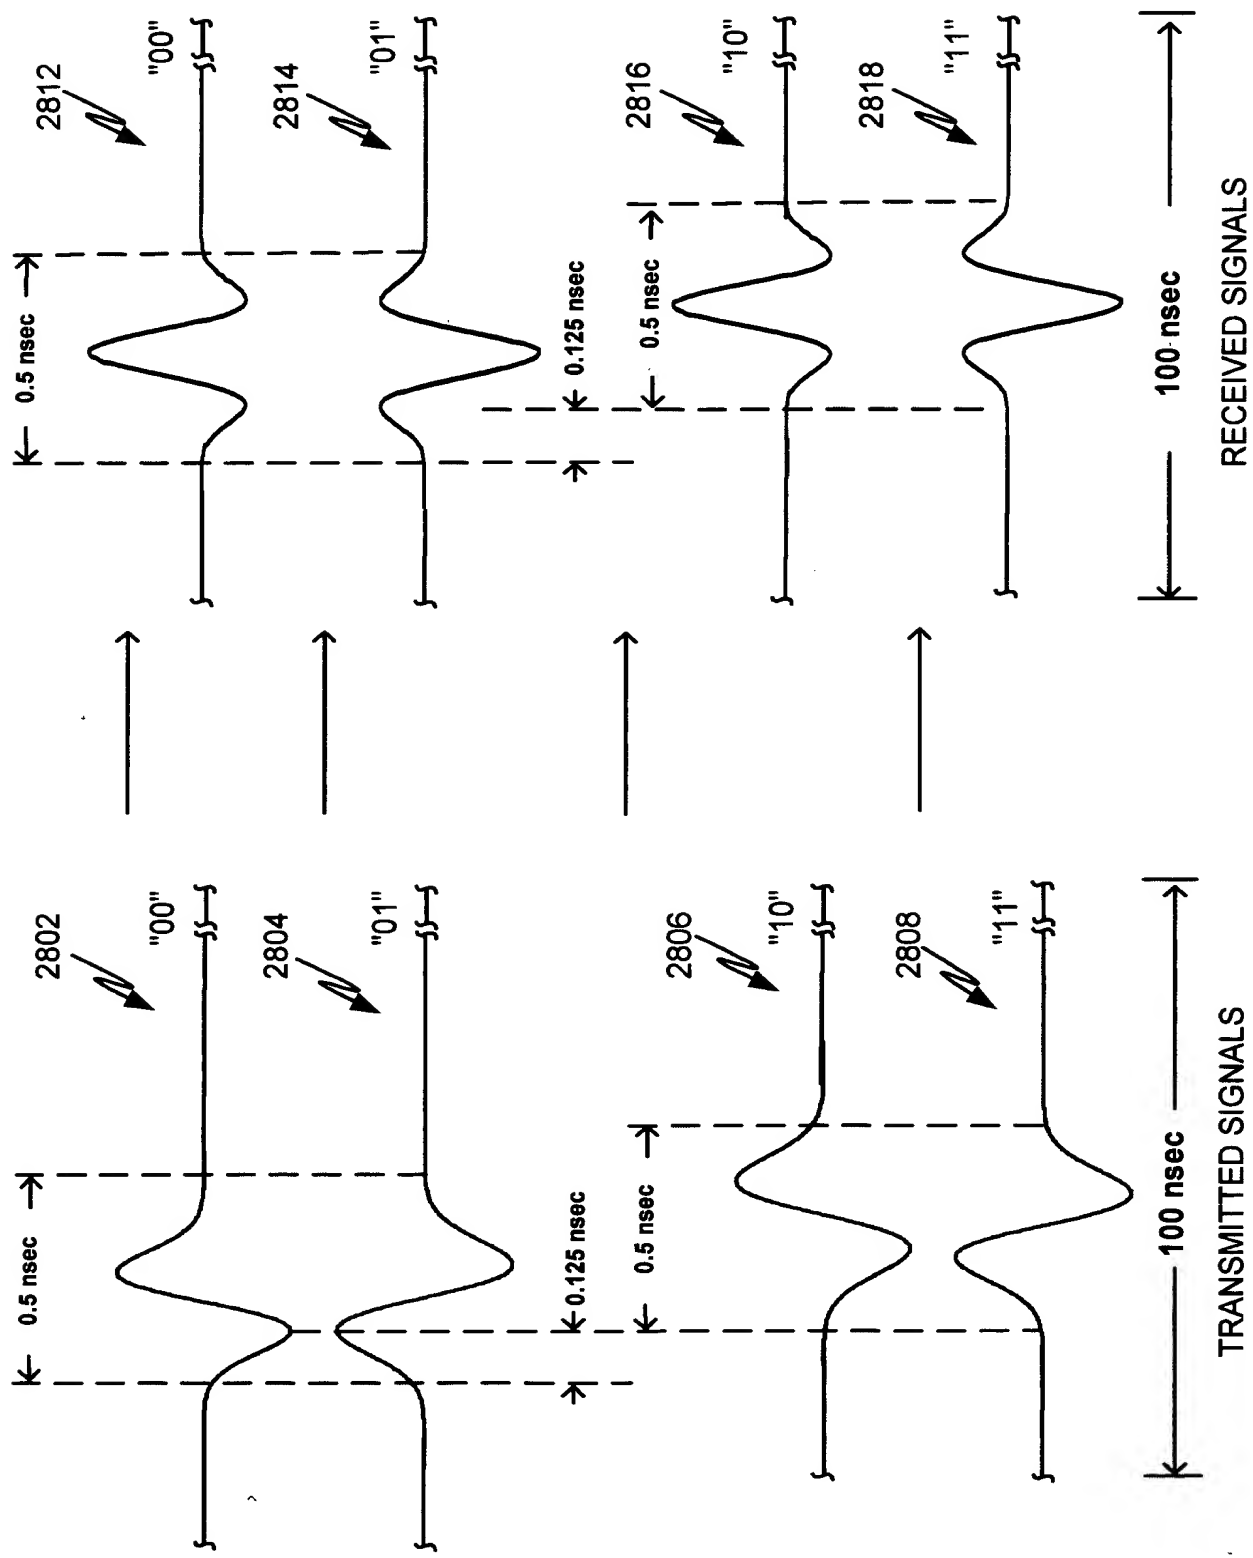 0.5 nsec
2802
"00"
2804
"01"
0.125 nsec
0.5 nsec
2806
"10"
2808
"11"
100 nsec
TRANSMITTED SIGNALS
0.5 nsec
2812
"00"
2814
"01"
0.125 nsec
0.5 nsec
2816
"10"
2818
"11"
100 nsec
RECEIVED SIGNALS